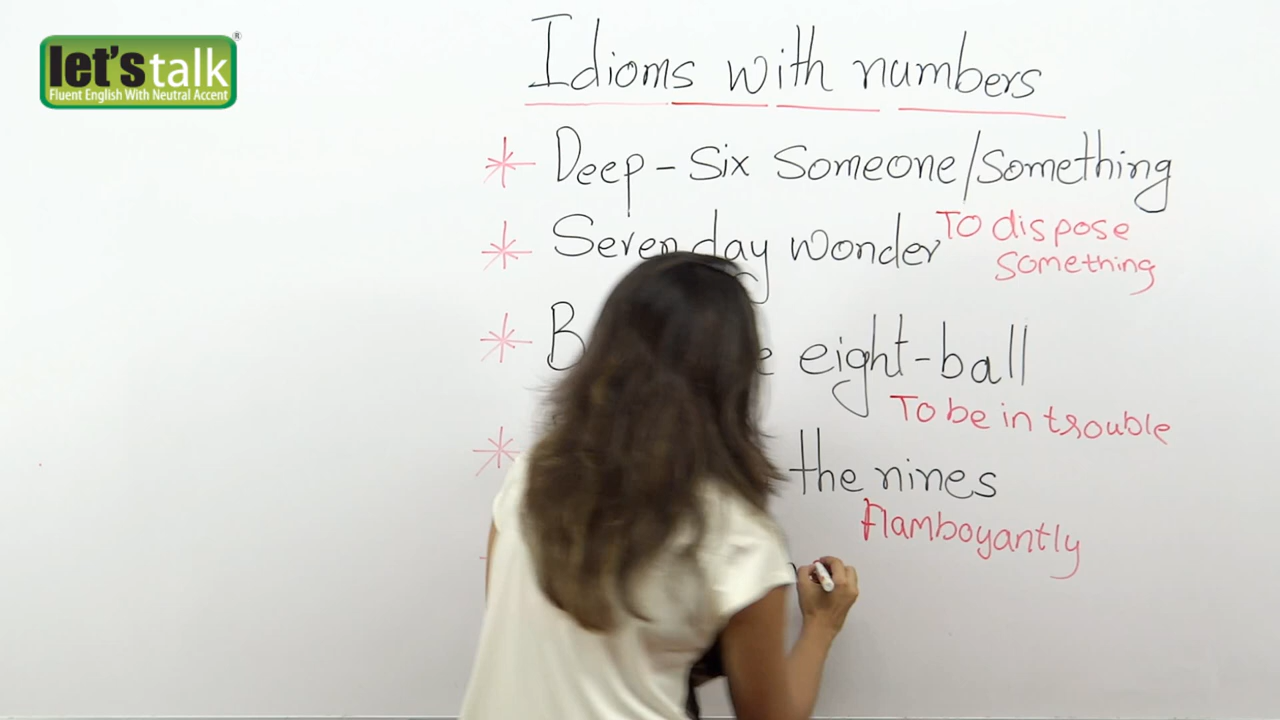 let's talk®
Fluent English With Neutral Accent
Idioms with numbers
Deep-Six Someone/Something
Seven day wonder
To dispose
something
eight-ball
To be in trouble
the nines
Flamboyantly